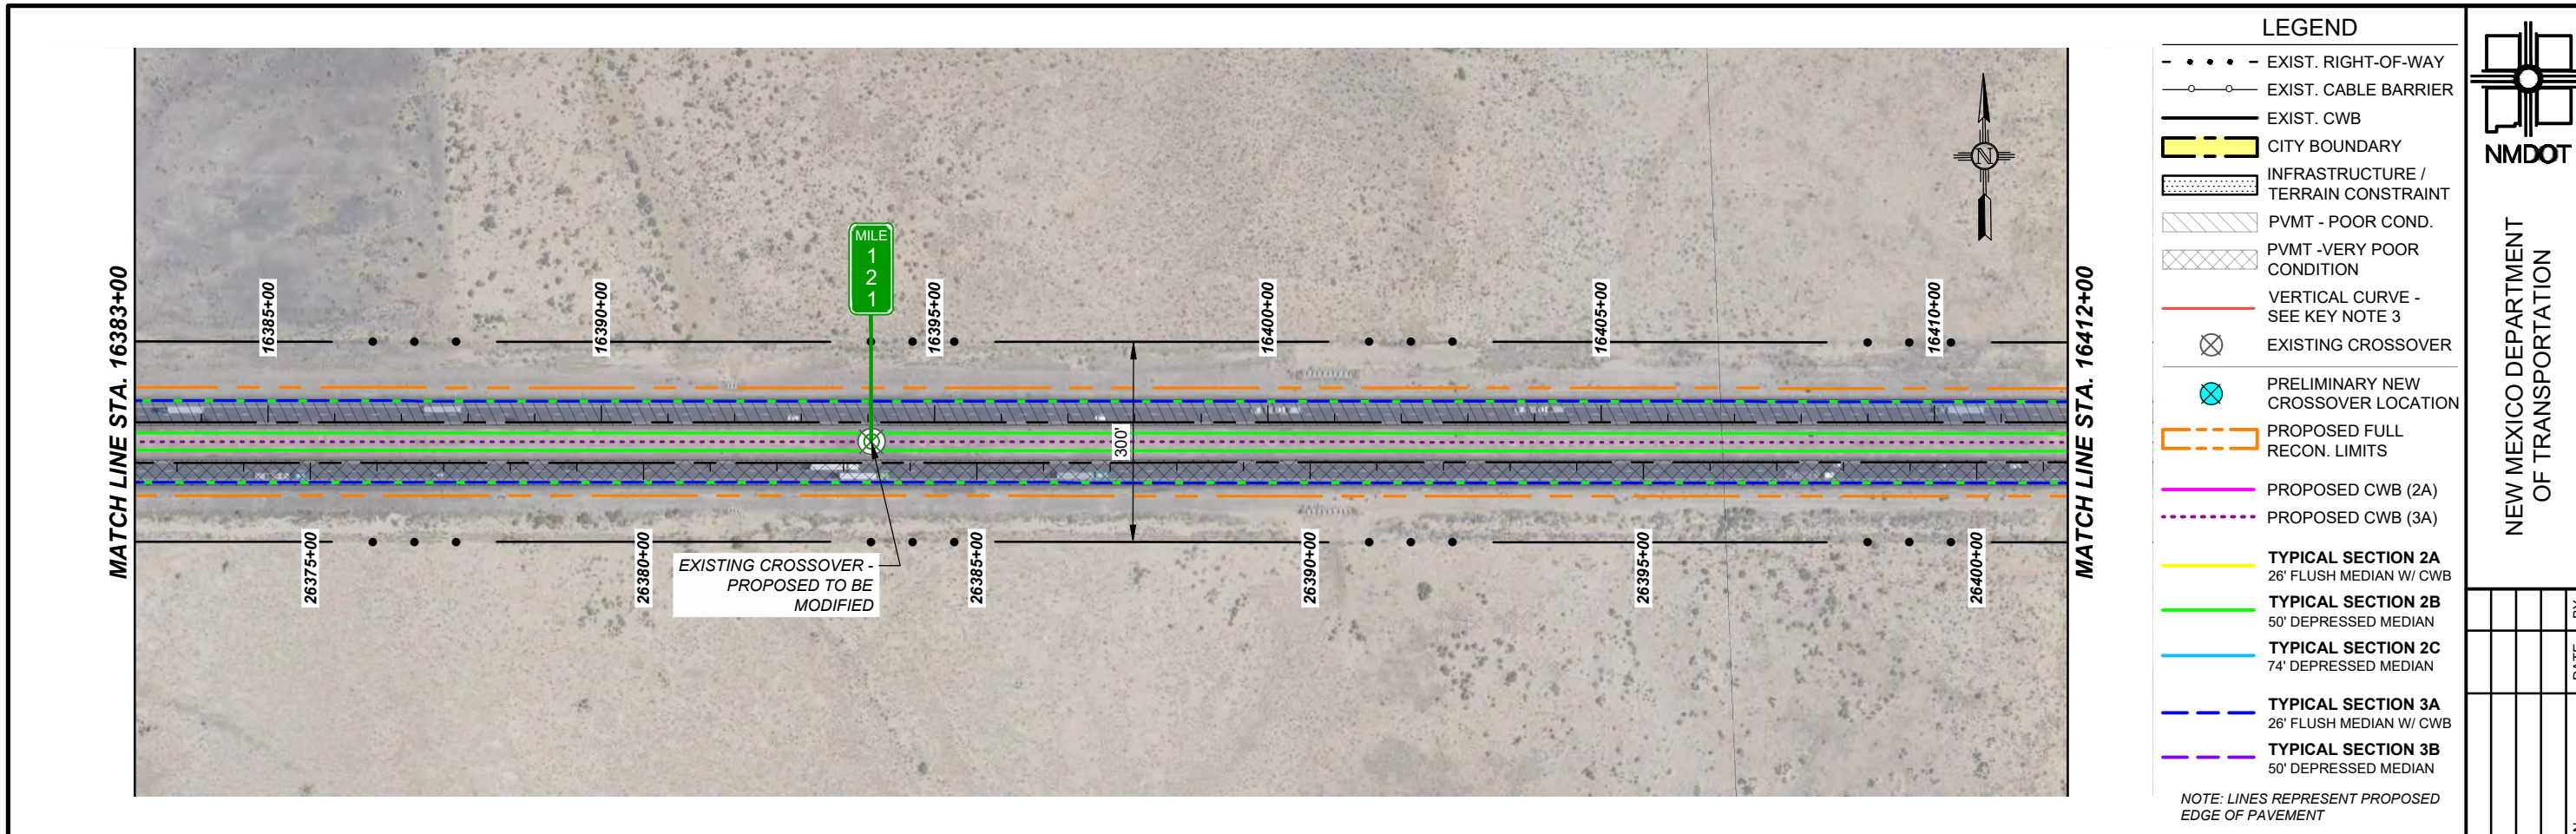 MATCH LINE STA. 16383+00
16385+00
16390+00
16395+00
16400+00
16405+00
16410+00
MILE
1
2
1
N
300'
EXISTING CROSSOVER -
PROPOSED TO BE
MODIFIED
26375+00
26380+00
26385+00
26390+00
26395+00
26400+00
MATCH LINE STA. 16412+00
LEGEND
EXIST. RIGHT-OF-WAY
EXIST. CABLE BARRIER
EXIST. CWB
CITY BOUNDARY
INFRASTRUCTURE /
TERRAIN CONSTRAINT
PVMT - POOR COND.
PVMT -VERY POOR
CONDITION
VERTICAL CURVE -
SEE KEY NOTE 3
EXISTING CROSSOVER
PRELIMINARY NEW
CROSSOVER LOCATION
PROPOSED FULL
RECON. LIMITS
PROPOSED CWB (2A)
PROPOSED CWB (3A)
TYPICAL SECTION 2A
26' FLUSH MEDIAN W/ CWB
TYPICAL SECTION 2B
50' DEPRESSED MEDIAN
TYPICAL SECTION 2C
74' DEPRESSED MEDIAN
TYPICAL SECTION 3A
26' FLUSH MEDIAN W/ CWB
TYPICAL SECTION 3B
50' DEPRESSED MEDIAN
NOTE: LINES REPRESENT PROPOSED
EDGE OF PAVEMENT
NMDOT
NEW MEXICO DEPARTMENT
OF TRANSPORTATION